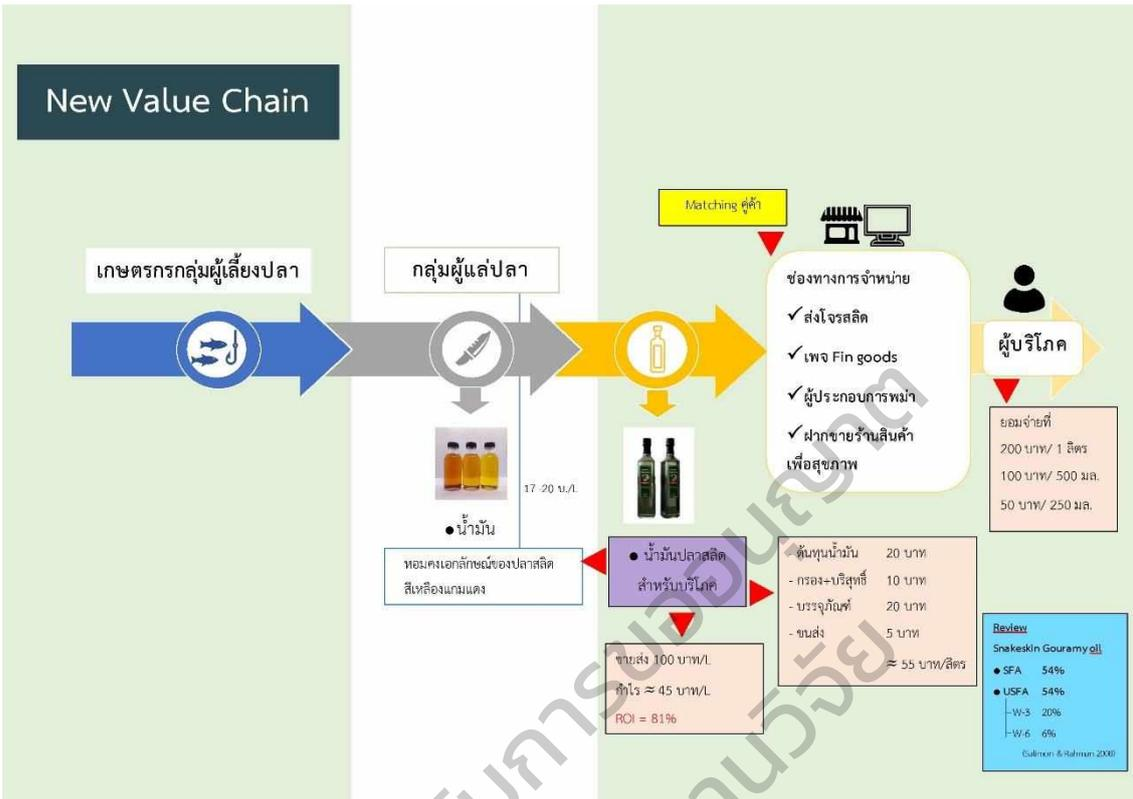 New Value Chain
เกษตรกรกลุ่มผู้เลี้ยงปลา
กลุ่มผู้แล่ปลา
17 -20 บ./L
●น้ำมัน
หอมคงเอกลักษณ์ของปลาสลิด
สีเหลืองแกมแดง
● น้ำมันปลาสลิด
สำหรับบริโภค
ขายส่ง 100 บาท/L
กำไร ≈ 45 บาท/L
ROI = 81%
- ต้นทุนน้ำมัน 20 บาท
- กรอง+บริสุทธิ์ 10 บาท
- บรรจุภัณฑ์ 20 บาท
- ขนส่ง 5 บาท
≈ 55 บาท/ลิตร
Matching คู่ค้า
ช่องทางการจำหน่าย
✓ ส่งโจรสลิด
✓ เพจ Fin goods
✓ ผู้ประกอบการพม่า
✓ ฝากขายร้านสินค้า
เพื่อสุขภาพ
ผู้บริโภค
ยอมจ่ายที่
200 บาท/ 1 ลิตร
100 บาท/ 500 มล.
50 บาท/ 250 มล.
Review
Snakeskin Gouramy oil
● SFA 54%
● USFA 54%
W-3 20%
W-6 6%
& Rahman 2008)